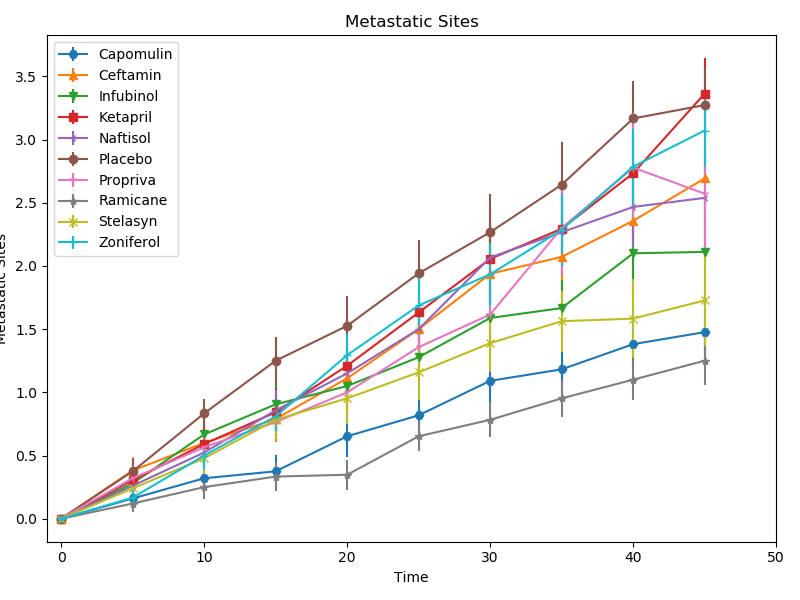 Metastatic Sites
Capomulin
Ceftamin
Infubinol
Ketapril
Naftisol
Placebo
Propriva
Ramicane
Stelasyn
Zoniferol
3.5
3.0
2.5
2.0
1.5
1.0
0.5
0.0
Metastatic Sites
0 10 20 30 40 50
Time